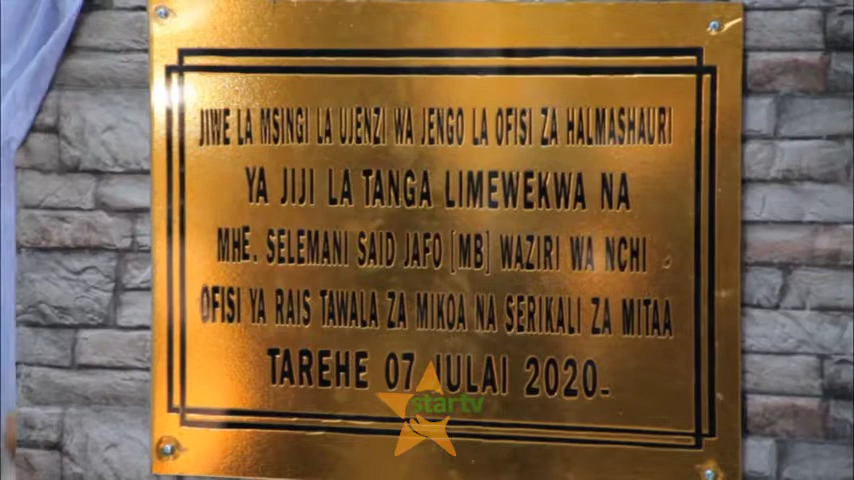 JIWE LA MSINGI LA UJENZI WA JENGO LA OFISI ZA HALMASHAURI
YA JIJI LA TANGA LIMEWEKWA NA
MHE. SELEMANI SAID JAFO [MB] WAZIRI WA NCHI
OFISI YA RAIS TAWALA ZA MIKOA NA SERIKALI ZA MITAA
TAREHE 07 JULAI 2020.
startv